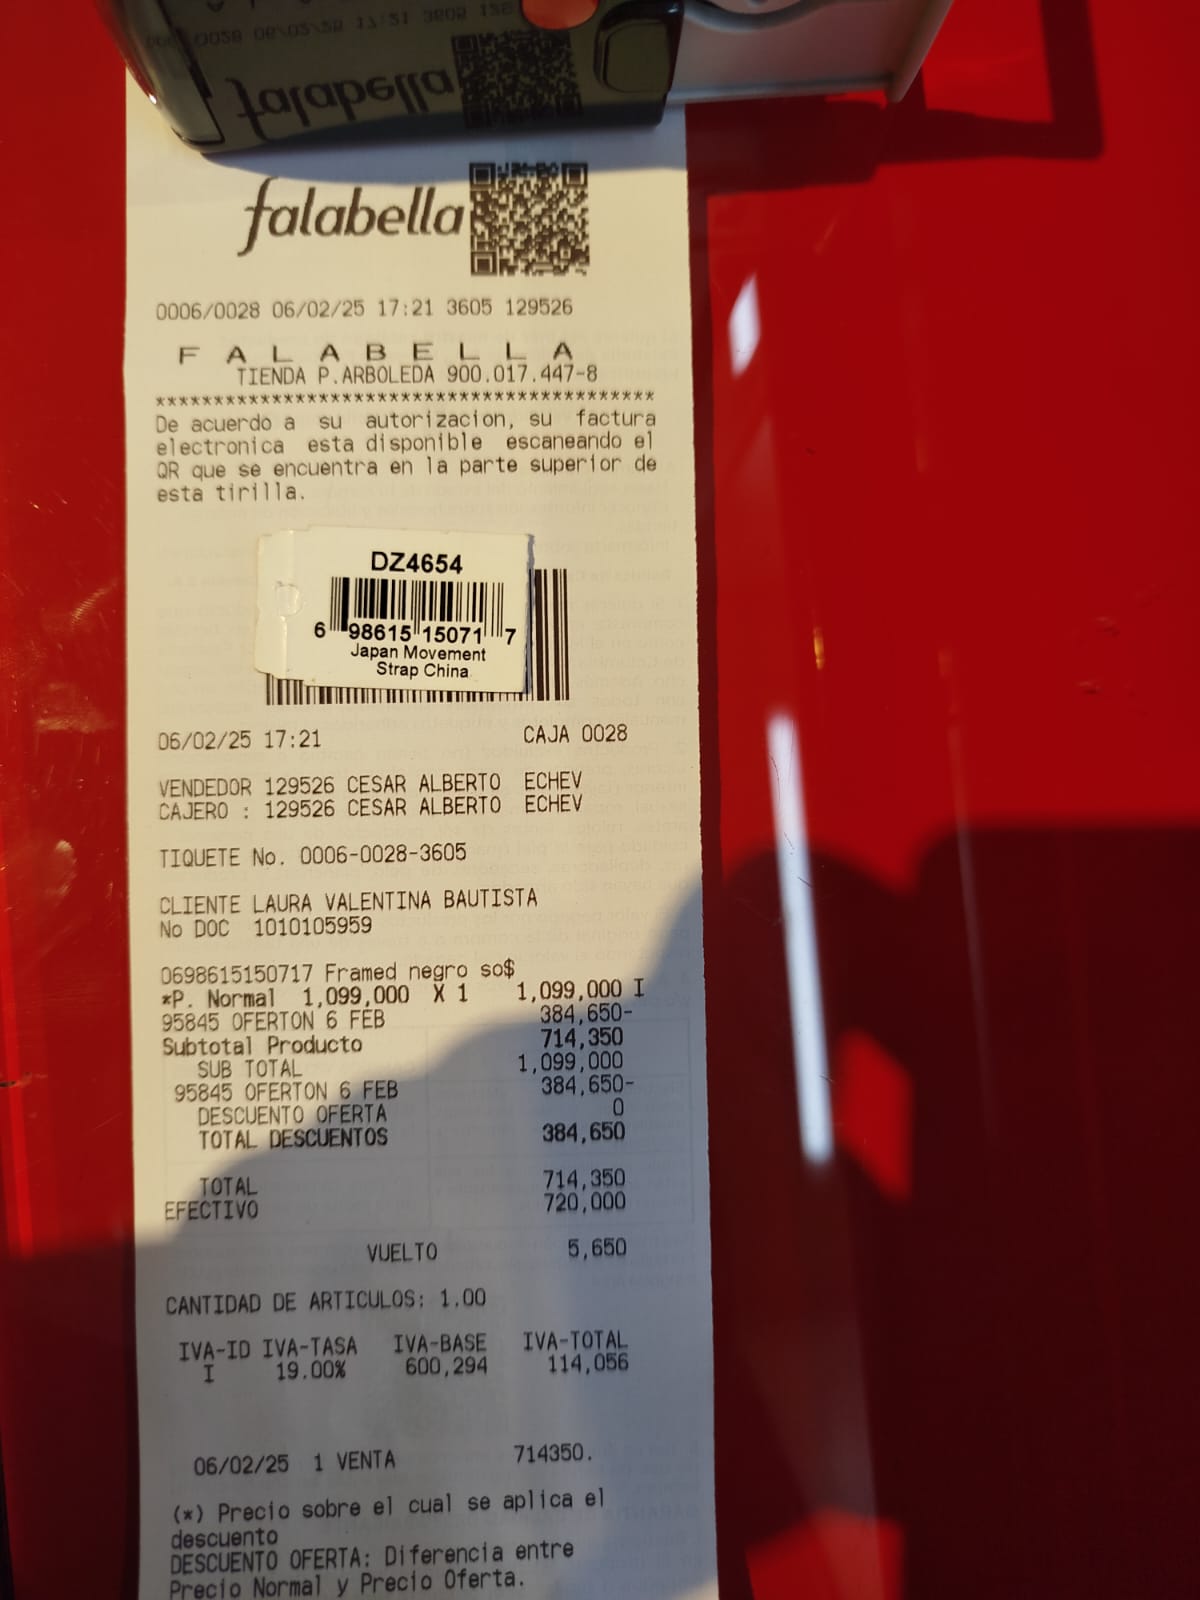 falabella
falabella
0006/0028 06/02/25 17:21 3605 129526
F A L A B E L L A
TIENDA P.ARBOLEDA 900.017.447-8
******************************************
De acuerdo a su autorizacion, su factura
electronica esta disponible escaneando el
QR que se encuentra en la parte superior de
esta tirilla.
DZ4654
6 98615 15071 7
Japan Movement
Strap China
06/02/25 17:21 CAJA 0028
VENDEDOR 129526 CESAR ALBERTO ECHEV
CAJERO : 129526 CESAR ALBERTO ECHEV
TIQUETE No. 0006-0028-3605
CLIENTE LAURA VALENTINA BAUTISTA
No DOC 1010105959
0698615150717 Framed negro so$
*P. Normal 1,099,000 X 1 1,099,000 I
95845 OFERTON 6 FEB 384,650-
Subtotal Producto 714,350
SUB TOTAL 1,099,000
95845 OFERTON 6 FEB 384,650-
DESCUENTO OFERTA 0
TOTAL DESCUENTOS 384,650
TOTAL 714,350
EFECTIVO 720,000
VUELTO 5,650
CANTIDAD DE ARTICULOS: 1.00
IVA-ID IVA-TASA IVA-BASE IVA-TOTAL
I 19.00% 600,294 114,056
06/02/25 1 VENTA 714350.
(*) Precio sobre el cual se aplica el
descuento
DESCUENTO OFERTA: Diferencia entre
Precio Normal y Precio Oferta.